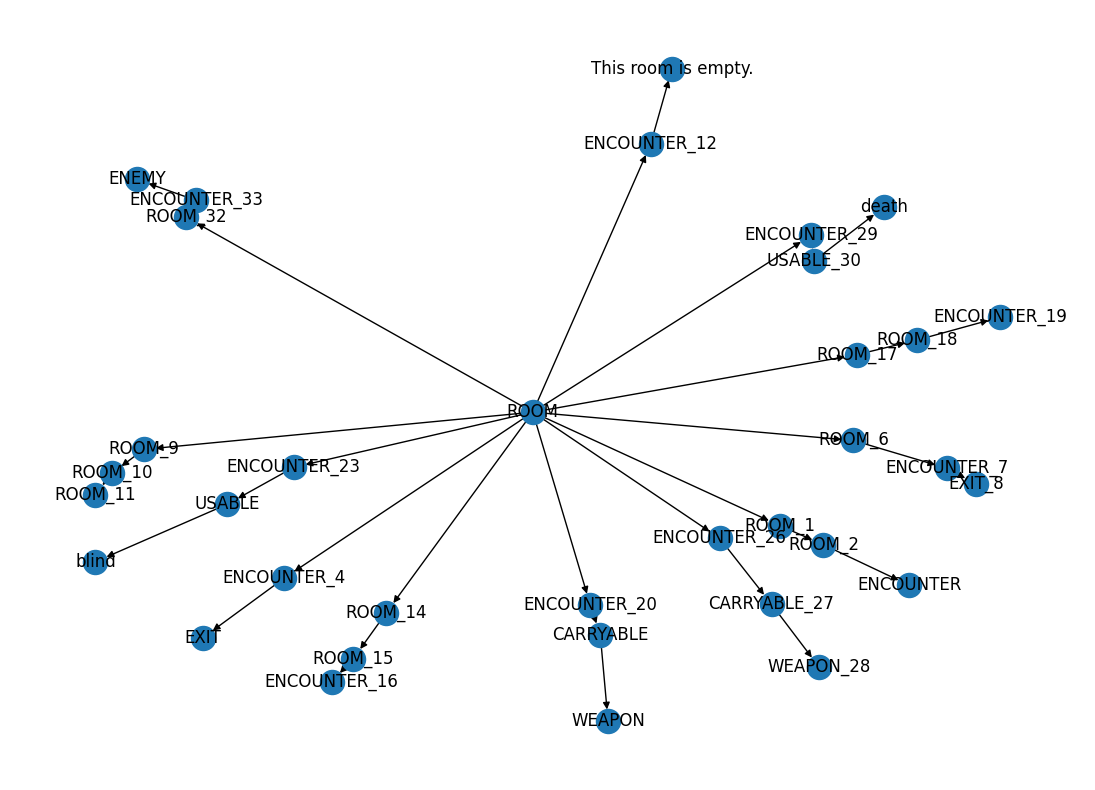 This room is empty.
ENCOUNTER_12
ENEMY
ENCOUNTER_33
ROOM_32
death
ENCOUNTER_29
USABLE_30
ENCOUNTER_19
ROOM_18
ROOM_17
ROOM
ROOM_6
ROOM_9
ENCOUNTER_23
ENCOUNTER_7
ROOM_10
EXIT_8
ROOM_11
USABLE
ROOM_1
ENCOUNTER_26
ROOM_2
blind
ENCOUNTER_4
ENCOUNTER
ENCOUNTER_20
CARRYABLE_27
ROOM_14
CARRYABLE
EXIT
ROOM_15
WEAPON_28
ENCOUNTER_16
WEAPON